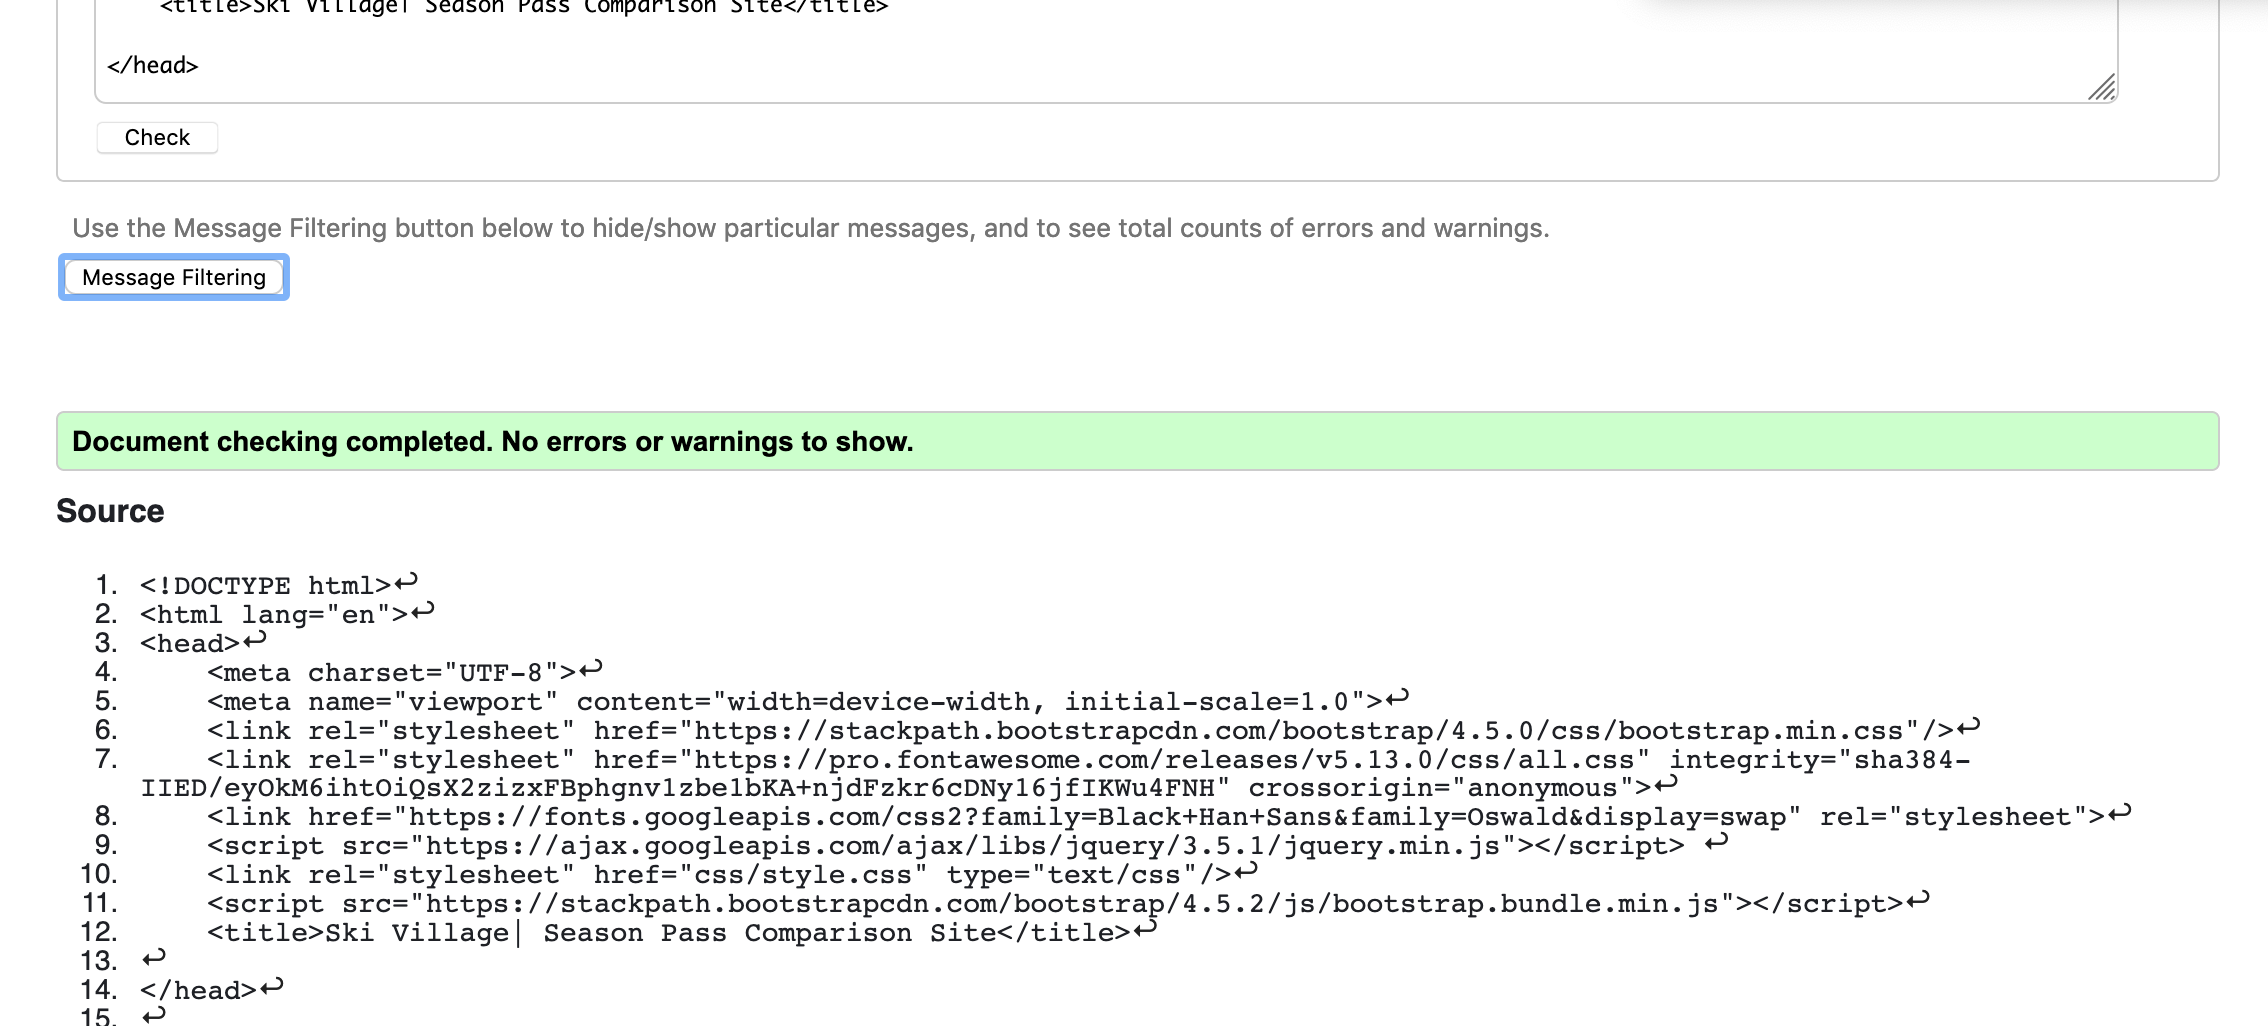 <title>Ski Village| Season Pass Comparison Site</title>
</head>
Check
Use the Message Filtering button below to hide/show particular messages, and to see total counts of errors and warnings.
Message Filtering
Document checking completed. No errors or warnings to show.
Source
1. <!DOCTYPE html>↩
2. <html lang="en">↩
3. <head>↩
4. <meta charset="UTF-8">↩
5. <meta name="viewport" content="width=device-width, initial-scale=1.0">↩
6. <link rel="stylesheet" href="https://stackpath.bootstrapcdn.com/bootstrap/4.5.0/css/bootstrap.min.css"/>↩
7. <link rel="stylesheet" href="https://pro.fontawesome.com/releases/v5.13.0/css/all.css" integrity="sha384-
IIED/eyOkM6ihtOiQsX2zizxFBphgnv1zbe1bKA+njdFzkr6cDNy16jfIKWu4FNH" crossorigin="anonymous">↩
8. <link href="https://fonts.googleapis.com/css2?family=Black+Han+Sans&family=Oswald&display=swap" rel="stylesheet">↩
9. <script src="https://ajax.googleapis.com/ajax/libs/jquery/3.5.1/jquery.min.js"></script> ↩
10. <link rel="stylesheet" href="css/style.css" type="text/css"/>↩
11. <script src="https://stackpath.bootstrapcdn.com/bootstrap/4.5.2/js/bootstrap.bundle.min.js"></script>↩
12. <title>Ski Village| Season Pass Comparison Site</title>↩
13. ↩
14. </head>↩
15. ↩